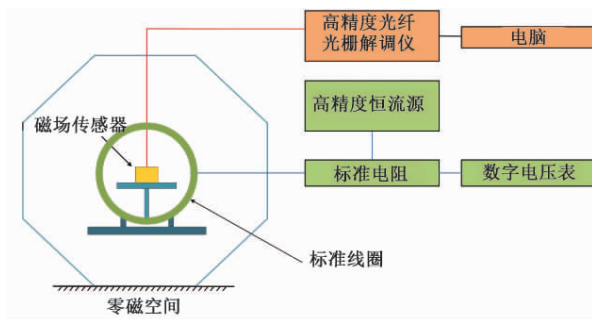 高精度光纤
光栅解调仪
电脑
高精度恒流源
磁场传感器
标准电阻
数字电压表
标准线圈
零磁空间